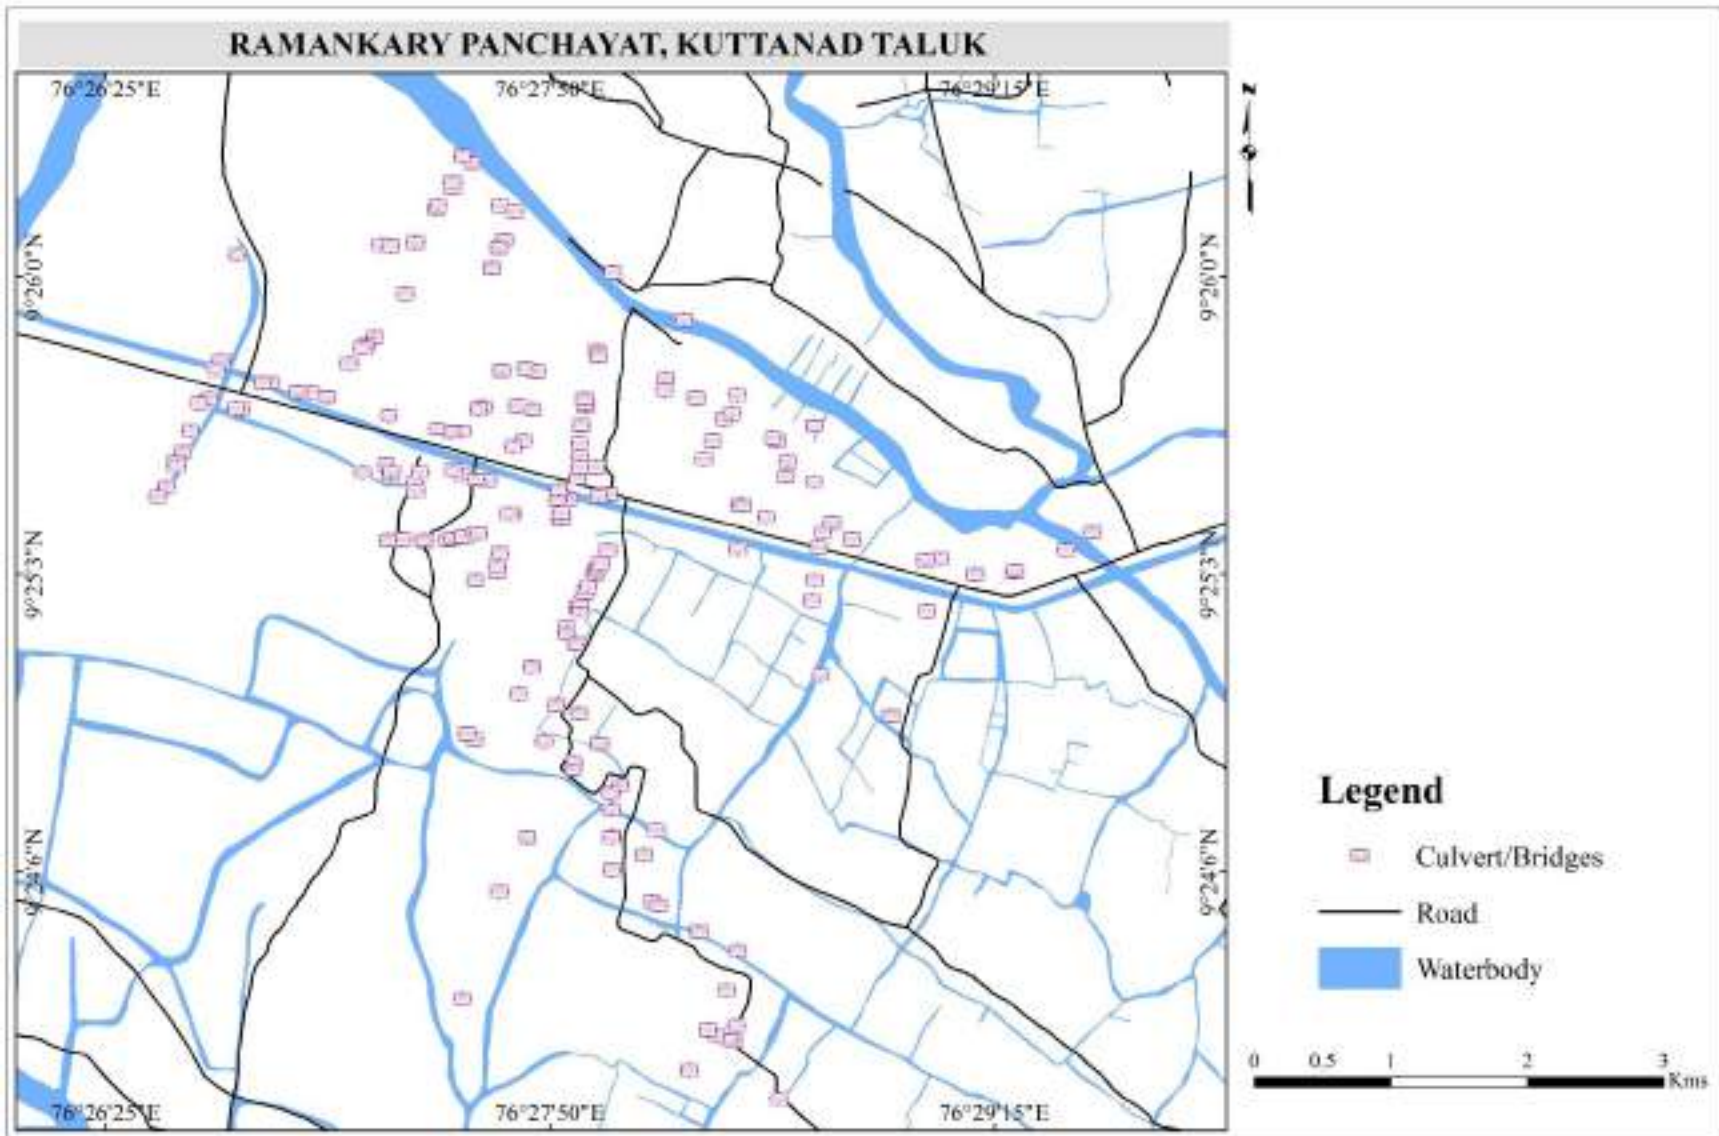 RAMANKARY PANCHAYAT, KUTTANAD TALUK
76°26'25"E 76°27'50"E 76°29'15"E
N
9°26'0"N 9°26'0"N
9°25'3"N 9°25'3"N
9°24'6"N 9°24'6"N
76°26'25"E 76°27'50"E 76°29'15"E
Legend
Culvert/Bridges
Road
Waterbody
0 0.5 1 2 3
Kms